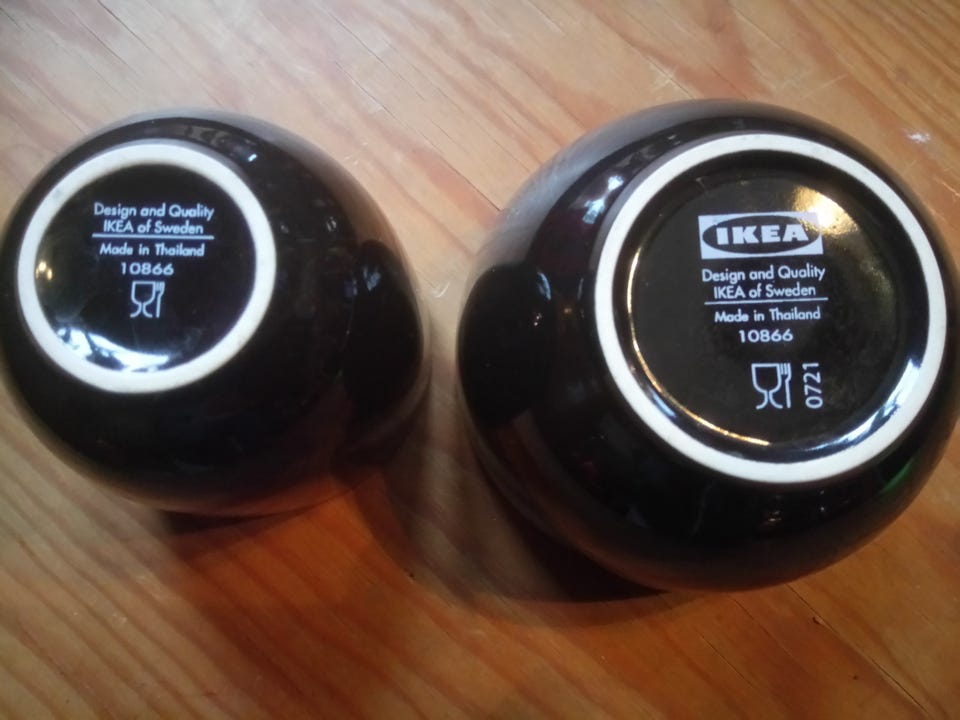 Design and Quality
IKEA of Sweden
Made in Thailand
10866
IKEA
Design and Quality
IKEA of Sweden
Made in Thailand
10866
0721